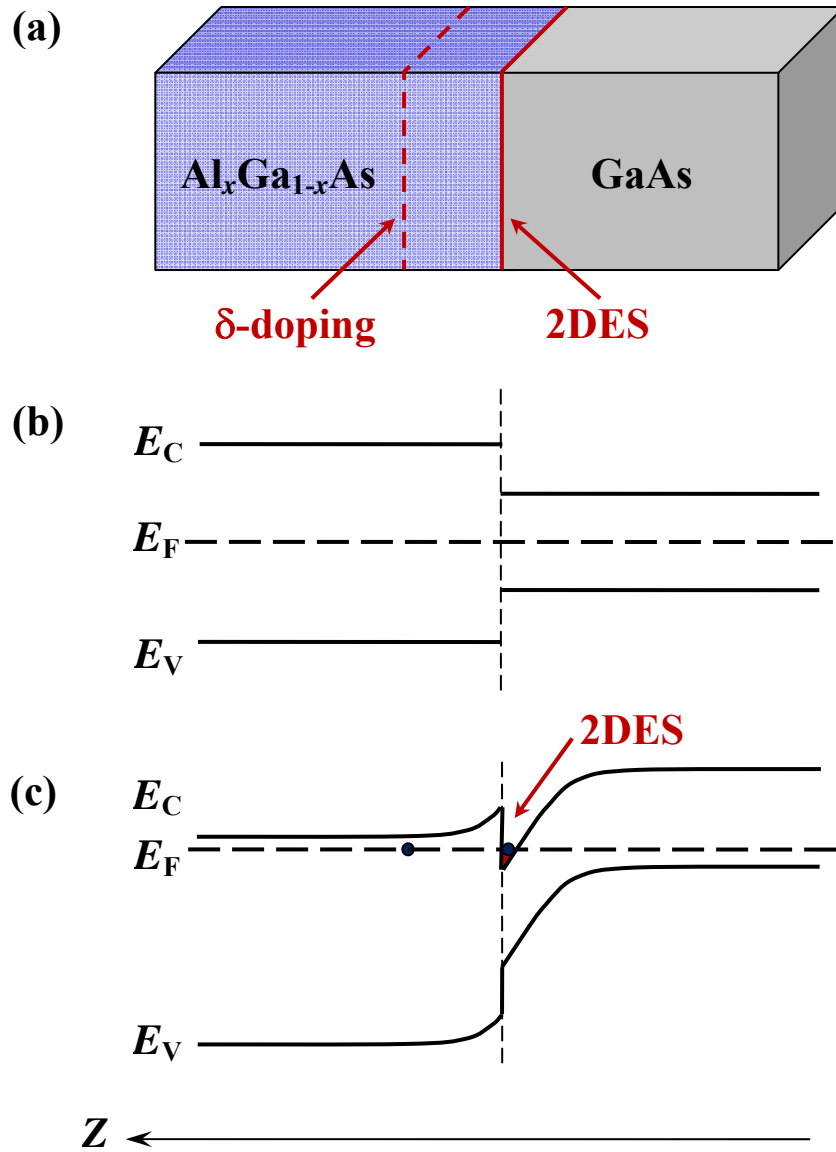 (a)
AlxGa1-xAs GaAs
δ-doping 2DES
(b)
EC
EF
EV
2DES
(c)
EC
EF
EV
Z